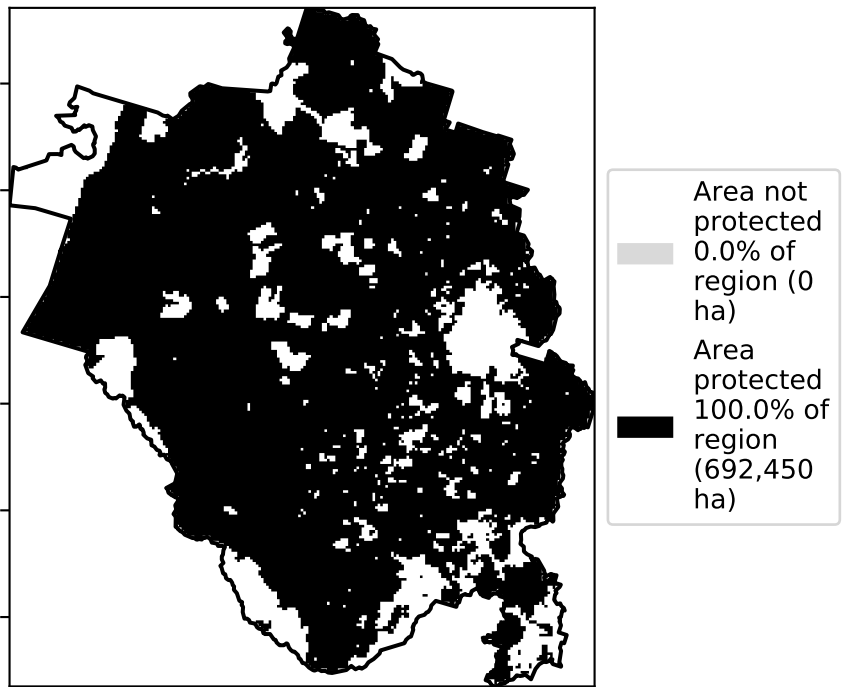 Area not
protected
0.0% of
region (0
ha)
Area
protected
100.0% of
region
(692,450
ha)